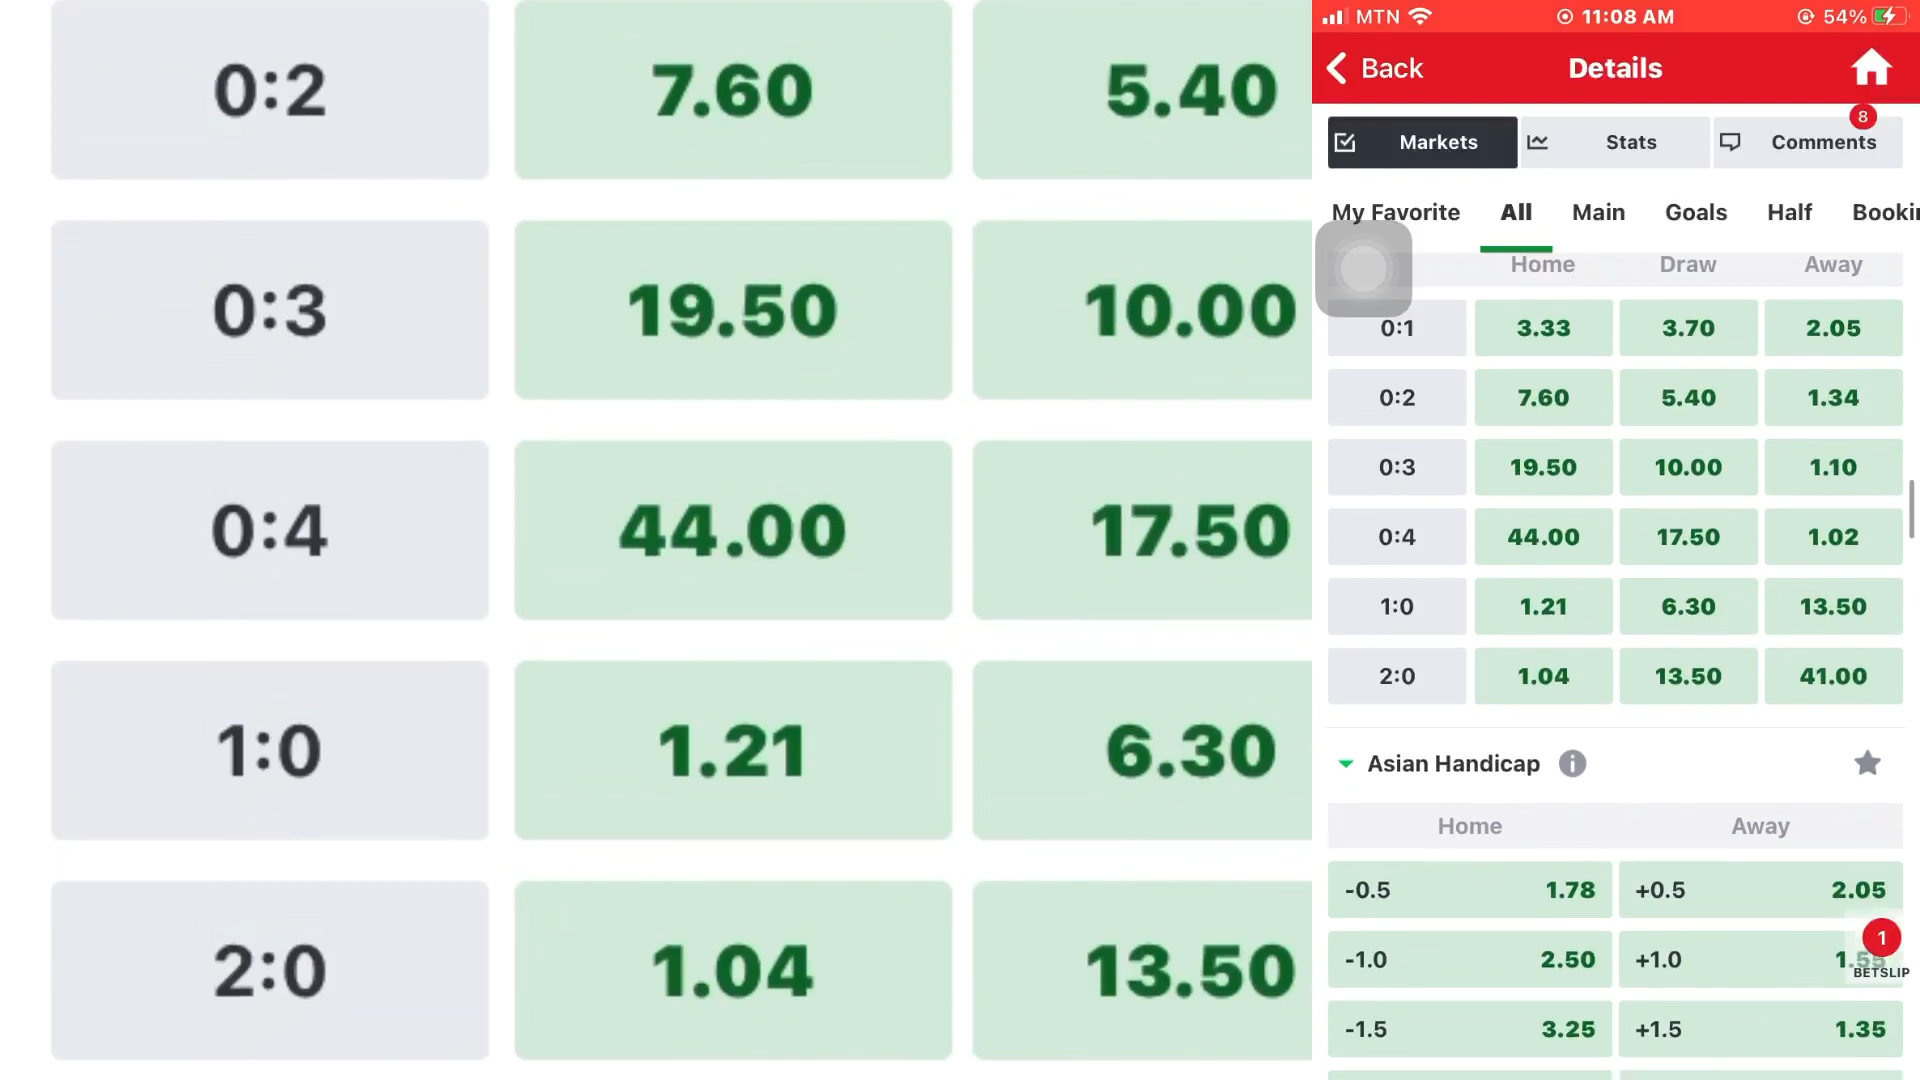 0:2 7.60 5.40
0:3 19.50 10.00
0:4 44.00 17.50
1:0 1.21 6.30
2:0 1.04 13.50
MTN 11:08 AM 54%
Back Details
8
Markets Stats Comments
My Favorite All Main Goals Half Bookin
Home Draw Away
0:1 3.33 3.70 2.05
0:2 7.60 5.40 1.34
0:3 19.50 10.00 1.10
0:4 44.00 17.50 1.02
1:0 1.21 6.30 13.50
2:0 1.04 13.50 41.00
Asian Handicap i
Home Away
-0.5 1.78 +0.5 2.05
1
-1.0 2.50 +1.0 1.55
BETSLIP
-1.5 3.25 +1.5 1.35